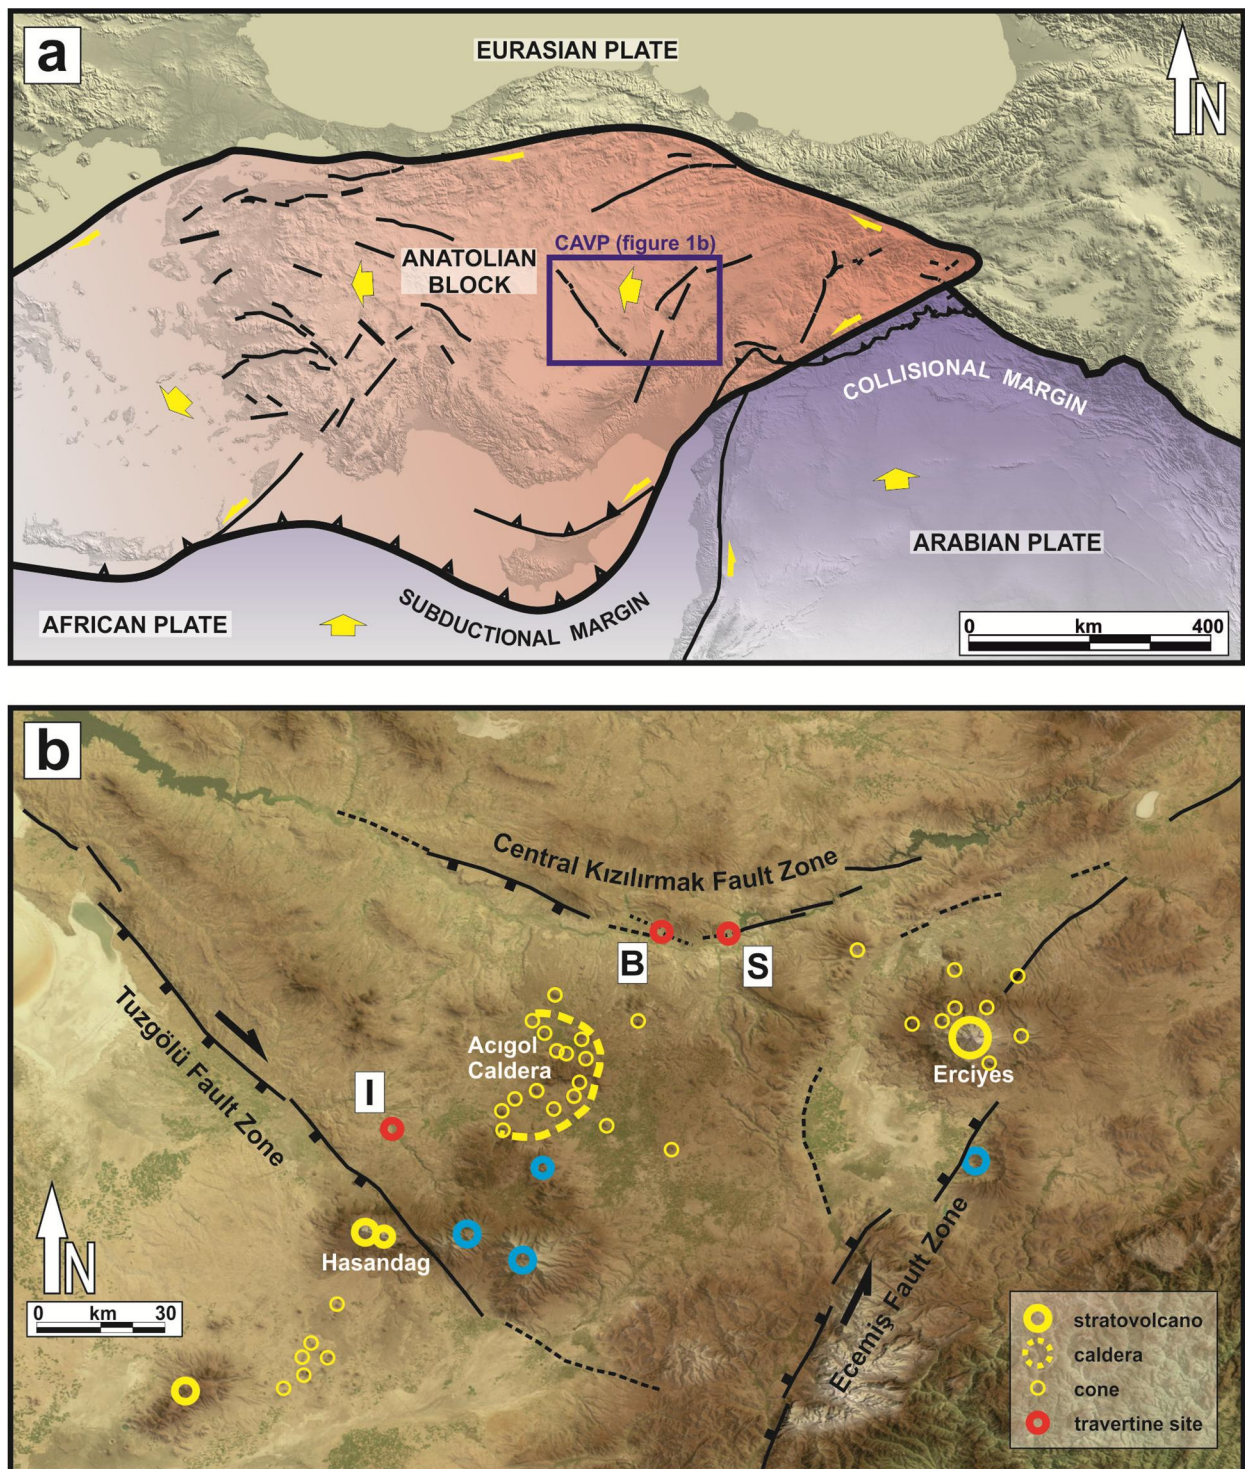 a
EURASIAN PLATE
N
CAVP (figure 1b)
ANATOLIAN
BLOCK
COLLISIONAL MARGIN
ARABIAN PLATE
SUBDUCTIONAL MARGIN
AFRICAN PLATE
0 km 400
b
Central Kızılırmak Fault Zone
B
S
Tuzgölü Fault Zone
Acıgol
Caldera
Erciyes
I
Hasandag
N
0 km 30
Ecemiş Fault Zone
stratovolcano
caldera
cone
travertine site